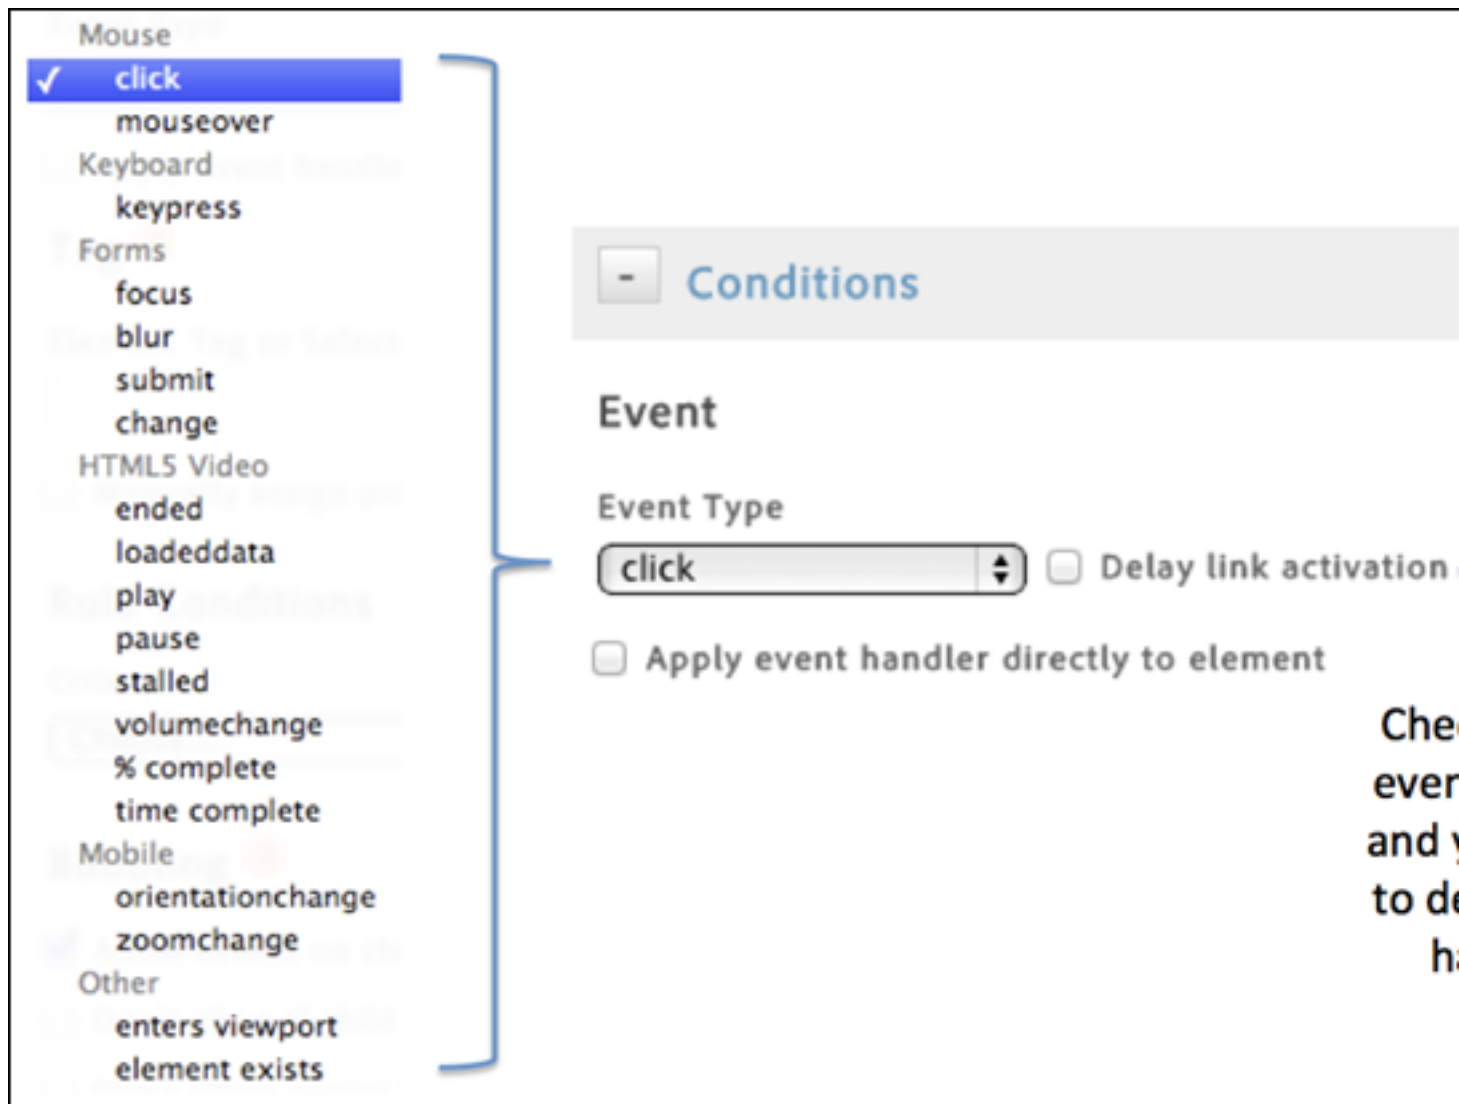 Mouse
✓ click
mouseover
Keyboard
keypress
Forms
focus
blur
submit
change
HTML5 Video
ended
loadeddata
play
pause
stalled
volumechange
% complete
time complete
Mobile
orientationchange
zoomchange
Other
enters viewport
element exists
- Conditions
Event
Event Type
click
Delay link activation
Apply event handler directly to element
and
to